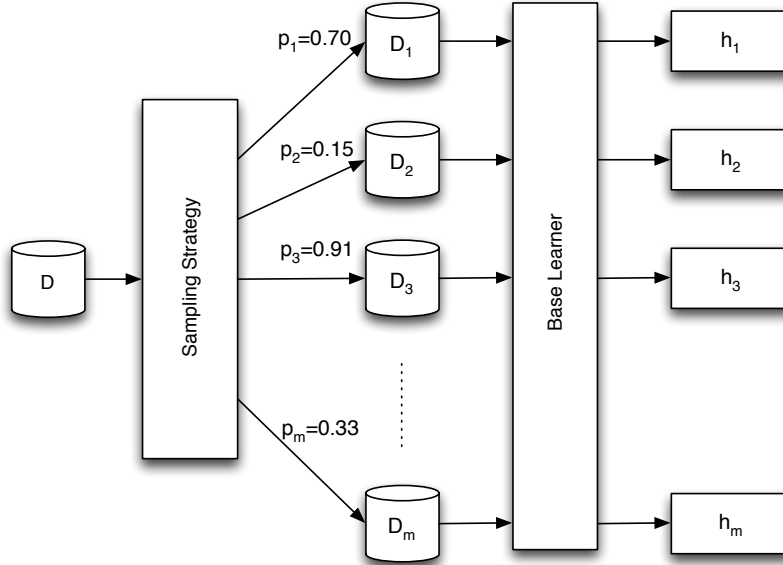 D
Sampling Strategy
p₁=0.70
p₂=0.15
p₃=0.91
pₘ=0.33
D₁
D₂
D₃
Dₘ
Base Learner
h₁
h₂
h₃
hₘ